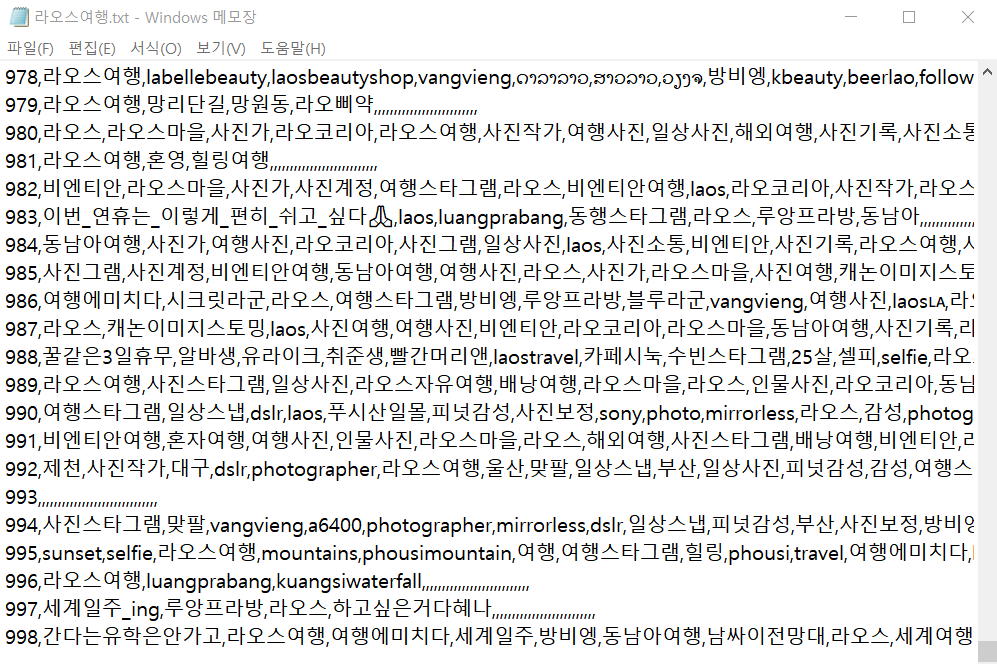 라오스여행.txt - Windows 메모장
파일(F) 편집(E) 서식(O) 보기(V) 도움말(H)
978,라오스여행,labellebeauty,laosbeautyshop,vangvieng,ດາລາລາວ,ສາວລາວ,ວຽງຈ,방비엥,kbeauty,beerlao,follow
979,라오스여행,망리단길,망원동,라오삐약,,,,,,,,,,,,,,,,,,,,,,,,,,
980,라오스,라오스마을,사진가,라오코리아,라오스여행,사진작가,여행사진,일상사진,해외여행,사진기록,사진소통
981,라오스여행,혼영,힐링여행,,,,,,,,,,,,,,,,,,,,,,,,,,,
982,비엔티안,라오스마을,사진가,사진계정,여행스타그램,라오스,비엔티안여행,laos,라오코리아,사진작가,라오스
983,이번_연휴는_이렇게_편히_쉬고_싶다🙏,laos,luangprabang,동행스타그램,라오스,루앙프라방,동남아,,,,,,,,,,,,,,
984,동남아여행,사진가,여행사진,라오코리아,사진그램,일상사진,laos,사진소통,비엔티안,사진기록,라오스여행,
985,사진그램,사진계정,비엔티안여행,동남아여행,여행사진,라오스,사진가,라오스마을,사진여행,캐논이미지스토
986,여행에미치다,시크릿라군,라오스,여행스타그램,방비엥,루앙프라방,블루라군,vangvieng,여행사진,laos🇱🇦,라오
987,라오스,캐논이미지스토밍,laos,사진여행,여행사진,비엔티안,라오코리아,라오스마을,동남아여행,사진기록,라
988,꿀같은3일휴무,알바생,유라이크,취준생,빨간머리앤,laostravel,카페시눅,수빈스타그램,25살,셀피,selfie,라오
989,라오스여행,사진스타그램,일상사진,라오스자유여행,배낭여행,라오스마을,라오스,인물사진,라오코리아,동남
990,여행스타그램,일상스냅,dslr,laos,푸시산일몰,피넛감성,사진보정,sony,photo,mirrorless,라오스,감성,photog
991,비엔티안여행,혼자여행,여행사진,인물사진,라오스마을,라오스,해외여행,사진스타그램,배낭여행,비엔티안,라
992,제천,사진작가,대구,dslr,photographer,라오스여행,울산,맞팔,일상스냅,부산,일상사진,피넛감성,감성,여행스
993,,,,,,,,,,,,,,,,,,,,,,,,,,,,,,
994,사진스타그램,맞팔,vangvieng,a6400,photographer,mirrorless,dslr,일상스냅,피넛감성,부산,사진보정,방비엥
995,sunset,selfie,라오스여행,mountains,phousimountain,여행,여행스타그램,힐링,phousi,travel,여행에미치다,
996,라오스여행,luangprabang,kuangsiwaterfall,,,,,,,,,,,,,,,,,,,,,,,,,,,
997,세계일주_ing,루앙프라방,라오스,하고싶은거다혜나,,,,,,,,,,,,,,,,,,,,,,,,,,
998,간다는유학은안가고,라오스여행,여행에미치다,세계일주,방비엥,동남아여행,남싸이전망대,라오스,세계여행